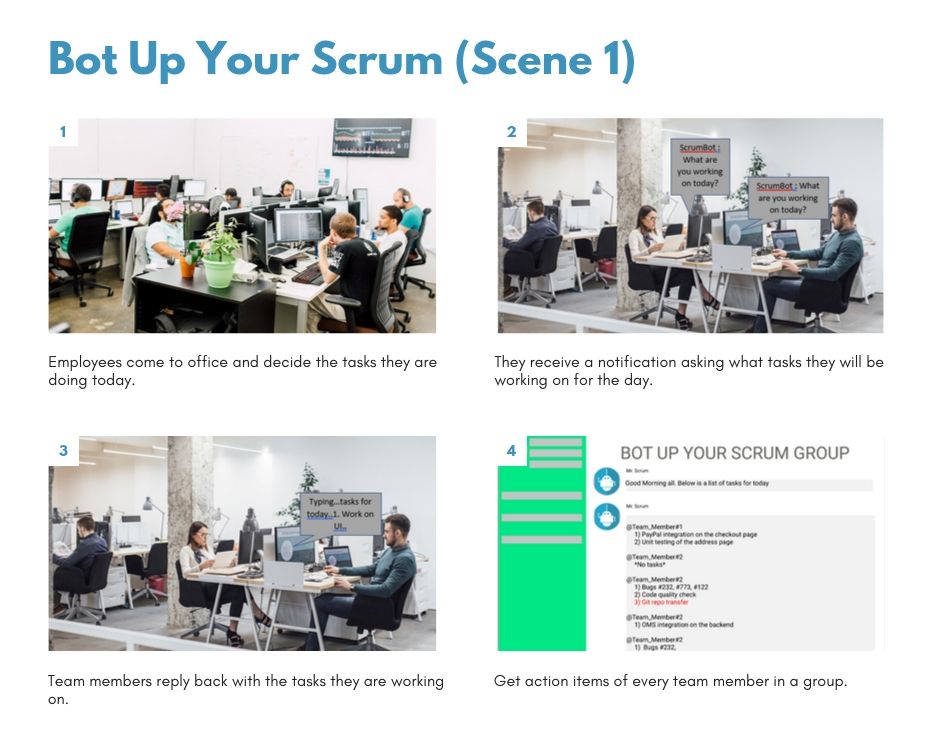 Bot Up Your Scrum (Scene 1)
1
2
ScrumBot :
What are
you working
on today?
ScrumBot : What
are you working
on today?
Employees come to office and decide the tasks they are
doing today.
They receive a notification asking what tasks they will be
working on for the day.
3
Typing...tasks for
today..1. Work on
UI..
4
BOT UP YOUR SCRUM GROUP
Mr. Scrum
Good Morning all. Below is a list of tasks for today
Mr. Scrum
@Team_Member#1
1) PayPal integration on the checkout page
2) Unit testing of the address page
@Team_Member#2
*No tasks*
@Team_Member#2
1) Bugs #232, #773, #122
2) Code quality check
3) Git repo transfer
@Team_Member#2
1) OMS integration on the backend
@Team_Member#2
1) Bugs #232,
Team members reply back with the tasks they are working
on.
Get action items of every team member in a group.